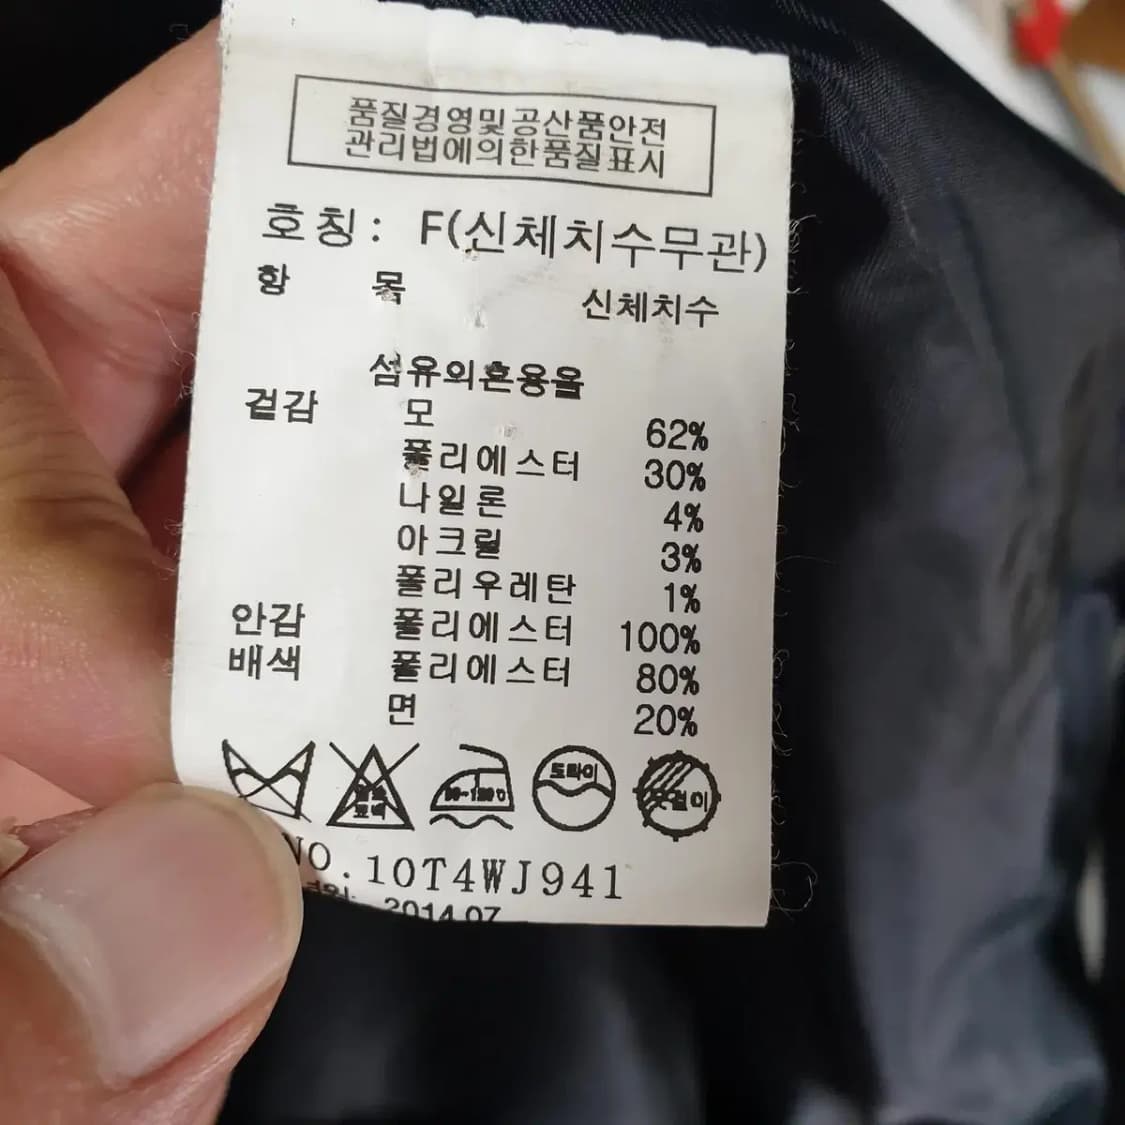 품질경영및공산품안전
관리법에의한품질표시
호칭: F(신체치수무관)
항 목 신체치수
섬유의혼용율
겉감 모 62%
폴리에스터 30%
나일론 4%
아크릴 3%
폴리우레탄 1%
안감 폴리에스터 100%
배색 폴리에스터 80%
면 20%
드라이
NO.10T4WJ941
2014.07